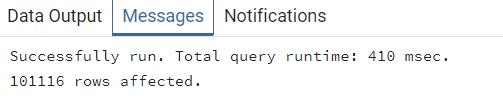 Data Output Messages Notifications
Successfully run. Total query runtime: 410 msec.
101116 rows affected.